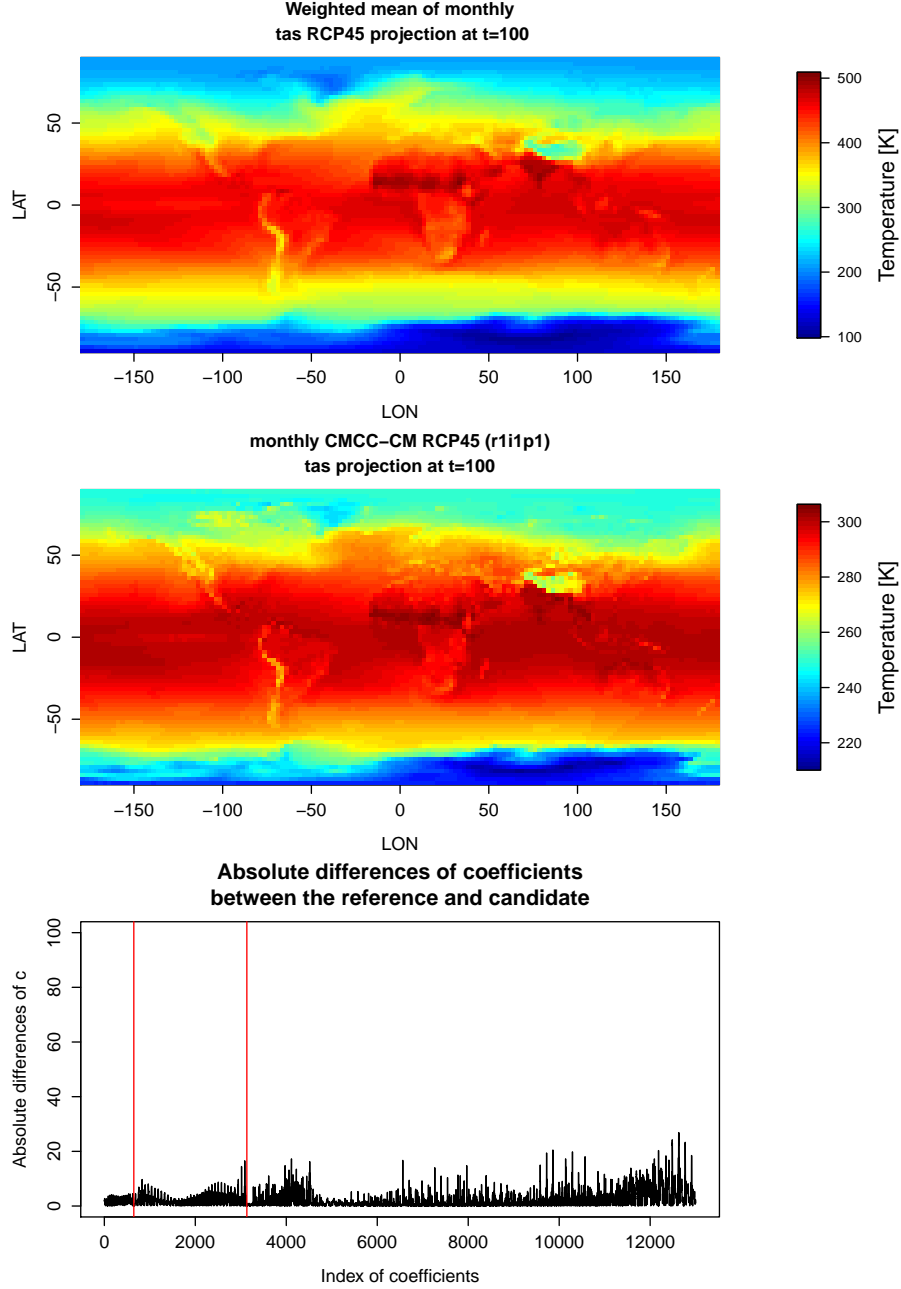 Weighted mean of monthly
tas RCP45 projection at t=100
LAT
50
0
−50
−150 −100 −50 0 50 100 150
LON
500
400
300
200
100
Temperature [K]
monthly CMCC−CM RCP45 (r1i1p1)
tas projection at t=100
LAT
50
0
−50
−150 −100 −50 0 50 100 150
LON
300
280
260
240
220
Temperature [K]
Absolute differences of coefficients
between the reference and candidate
Absolute differences of c
100
80
60
40
20
0
0 2000 4000 6000 8000 10000 12000
Index of coefficients